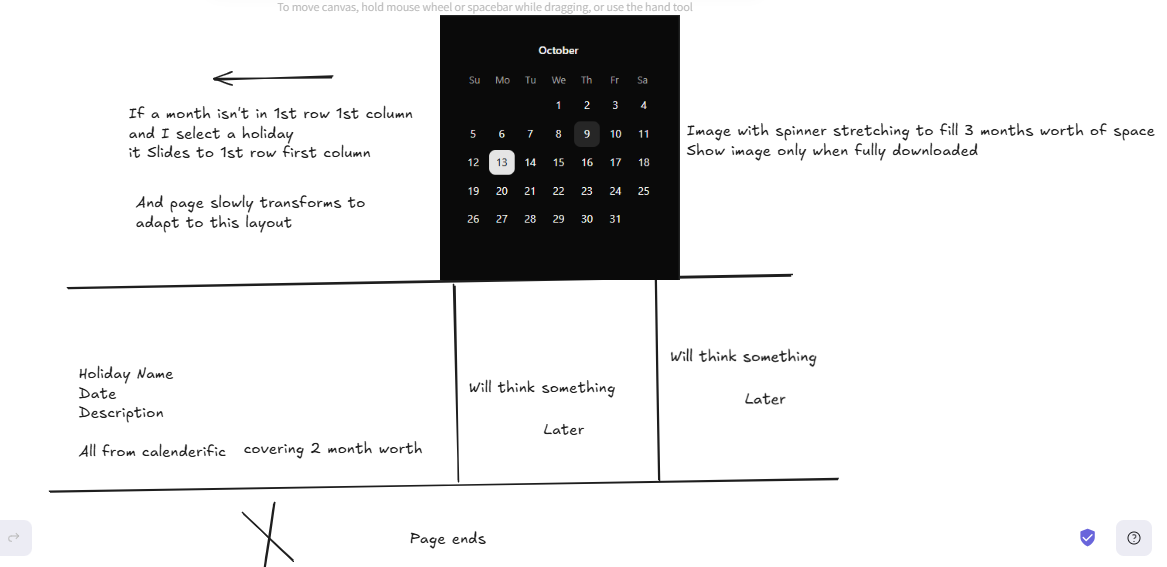 To move canvas, hold mouse wheel or spacebar while dragging, or use the hand tool
October
Su Mo Tu We Th Fr Sa
1 2 3 4
5 6 7 8 9 10 11
12 13 14 15 16 17 18
19 20 21 22 23 24 25
26 27 28 29 30 31
If a month isn't in 1st row 1st column
and I select a holiday
it Slides to 1st row first column
And page slowly transforms to
adapt to this layout
Image with spinner stretching to fill 3 months worth of space
Show image only when fully downloaded
Holiday Name
Date
Description
All from calenderific covering 2 month worth
Will think something
Later
Will think something
Later
Page ends